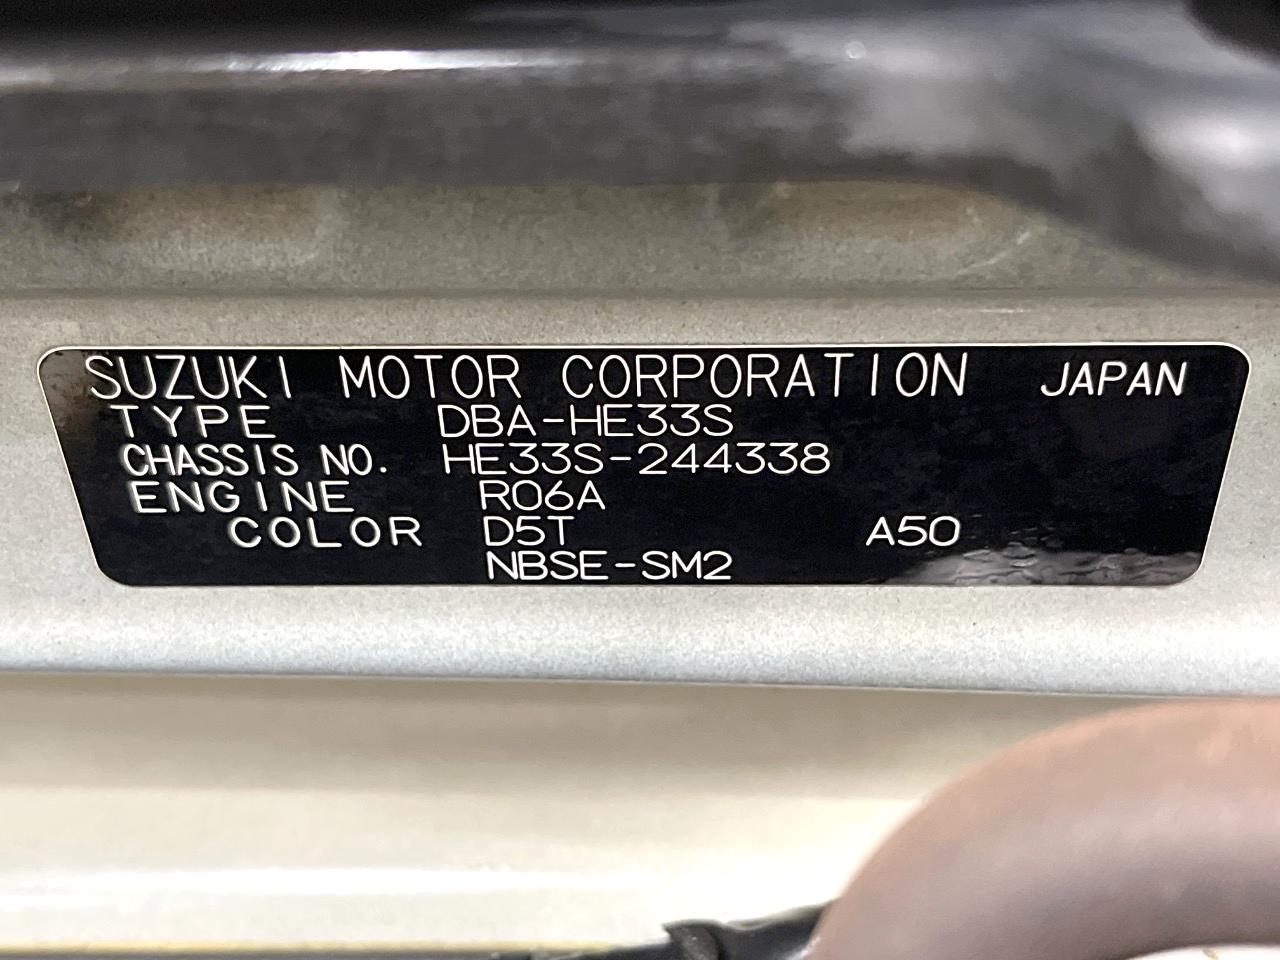 SUZUKI MOTOR CORPORATION JAPAN
TYPE DBA-HE33S
CHASSIS NO. HE33S-244338
ENGINE R06A
COLOR D5T A50
NBSE-SM2